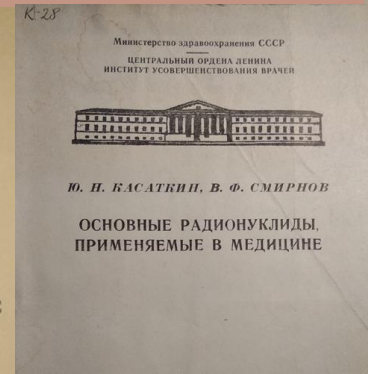 К-28
Министерство здравоохранения СССР
ЦЕНТРАЛЬНЫЙ ОРДЕНА ЛЕНИНА
ИНСТИТУТ УСОВЕРШЕНСТВОВАНИЯ ВРАЧЕЙ
Ю. Н. КАСАТКИН, В. Ф. СМИРНОВ
ОСНОВНЫЕ РАДИОНУКЛИДЫ,
ПРИМЕНЯЕМЫЕ В МЕДИЦИНЕ